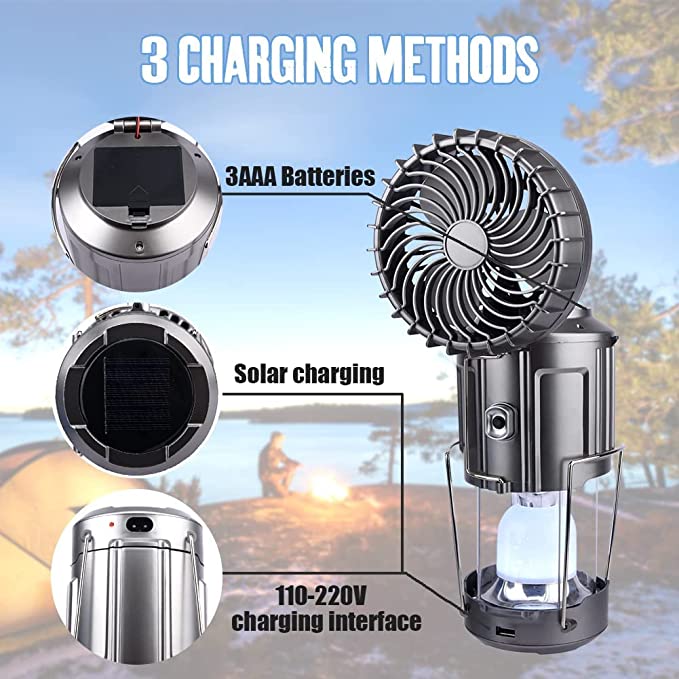 3 CHARGING METHODS
3AAA Batteries
Solar charging
110-220V
charging interface